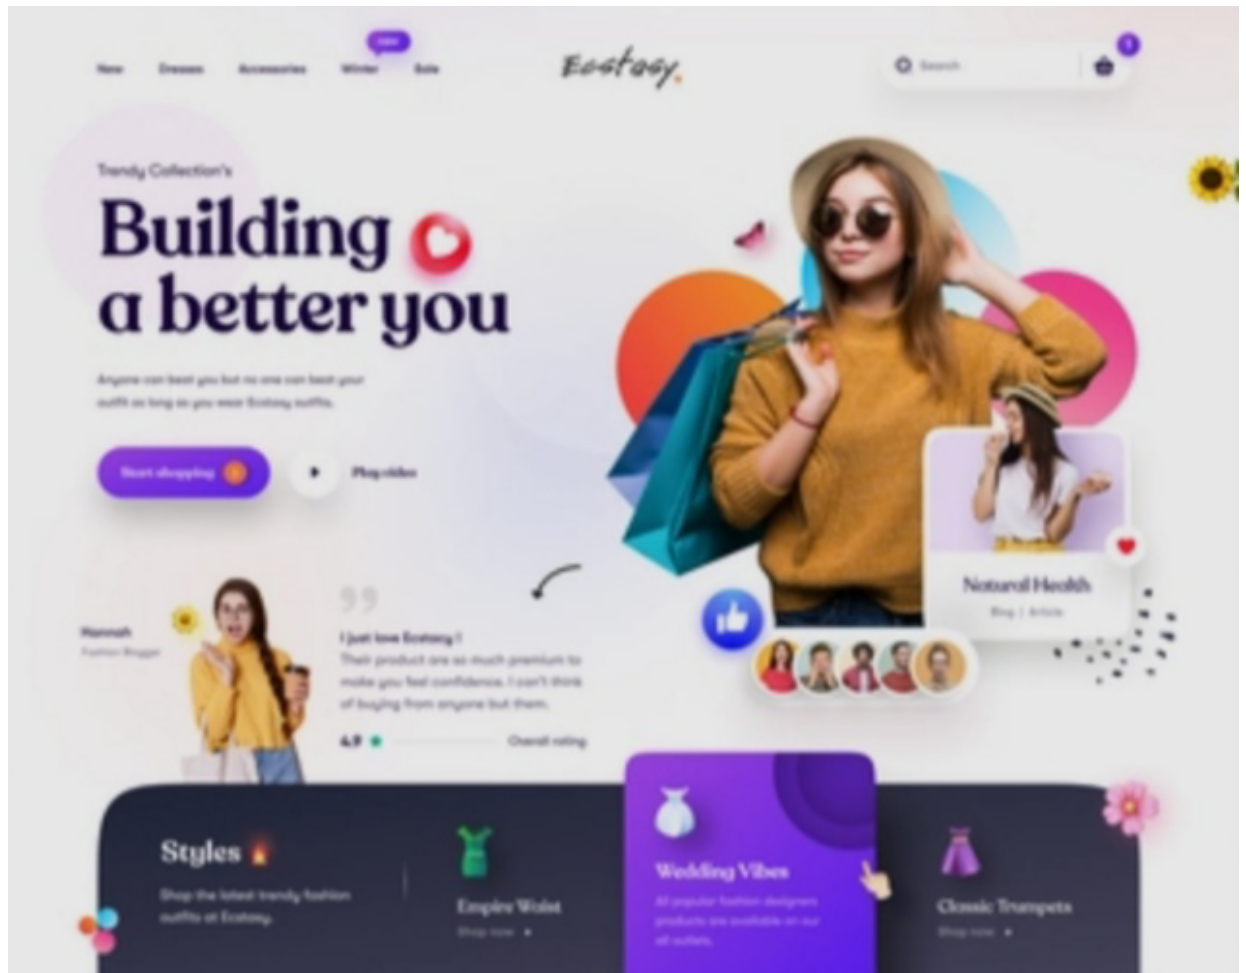 New
Dresses
Accessories
Winter
Sale
Ecstasy.
Search
Trendy Collection's
Building
a better you
Anyone can beat you but no one can beat your
outfit as long as you wear Ecstasy outfits.
Start shopping
Play video
Natural Health
Blog | Article
Hannah
Fashion Blogger
I just love Ecstasy !
Their product are so much premium to
make you feel confidence. I can't think
of buying from anyone but them.
4.9
Overall rating
Styles
Shop the latest trendy fashion
outfits at Ecstasy.
Empire Waist
Shop now
Wedding Vibes
All popular fashion designers
products are available on our
all outlets.
Classic Trumpets
Shop now